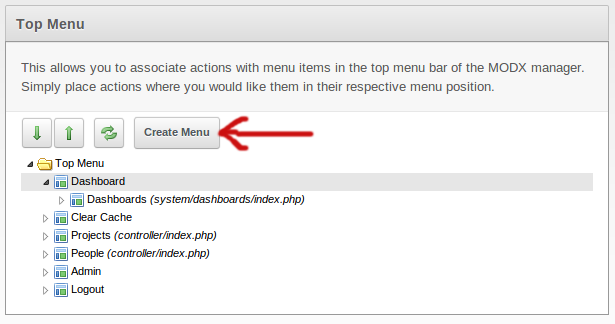 Top Menu
This allows you to associate actions with menu items in the top menu bar of the MODX manager.
Simply place actions where you would like them in their respective menu position.
Create Menu
Top Menu
Dashboard
Dashboards (system/dashboards/index.php)
Clear Cache
Projects (controller/index.php)
People (controller/index.php)
Admin
Logout